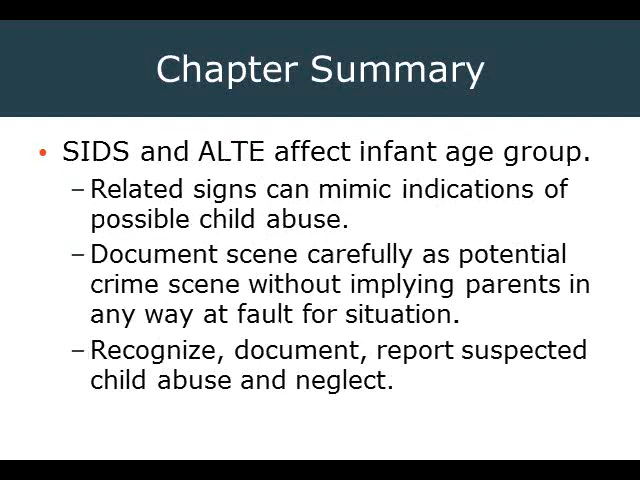 Chapter Summary
• SIDS and ALTE affect infant age group.
– Related signs can mimic indications of
possible child abuse.
– Document scene carefully as potential
crime scene without implying parents in
any way at fault for situation.
– Recognize, document, report suspected
child abuse and neglect.